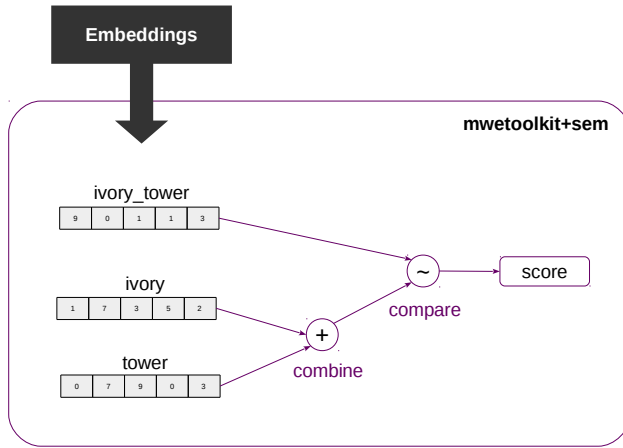 Embeddings
mwetoolkit+sem
ivory_tower
9 0 1 1 3
~
score
ivory
1 7 3 5 2
compare
+
tower
combine
0 7 9 0 3